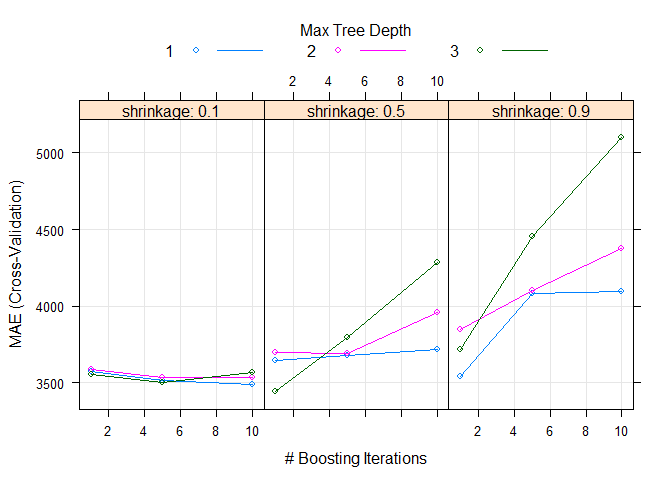 Max Tree Depth
1 2 3
2 4 6 8 10
shrinkage: 0.1 shrinkage: 0.5 shrinkage: 0.9
5000
4500
4000
3500
MAE (Cross-Validation)
2 4 6 8 10 2 4 6 8 10
# Boosting Iterations